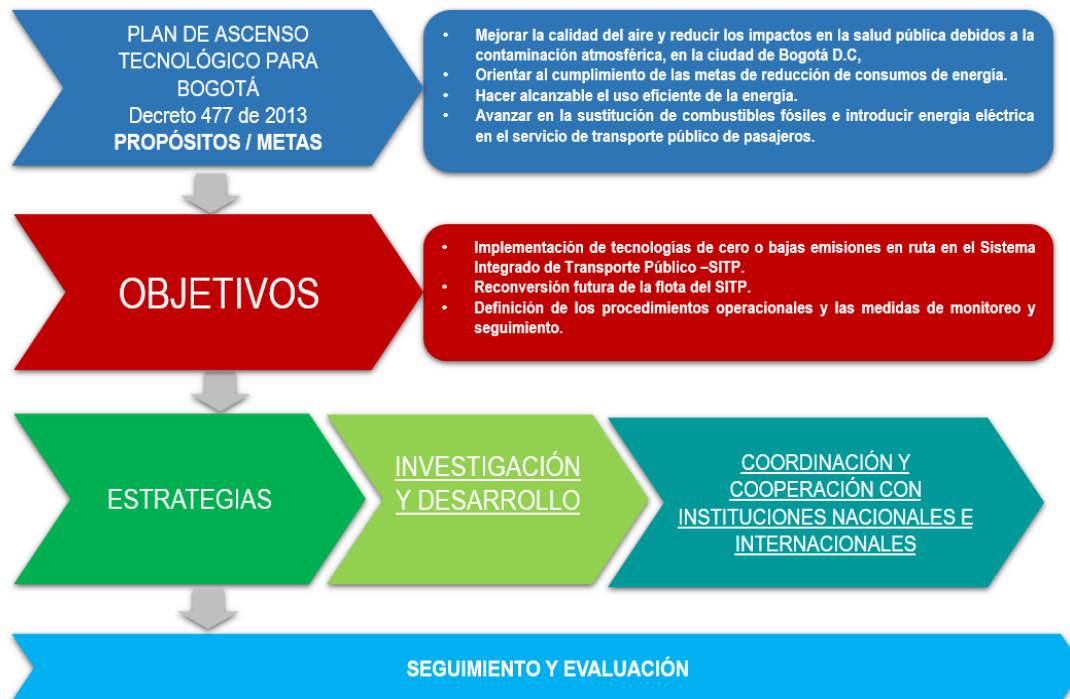 PLAN DE ASCENSO
TECNOLÓGICO PARA
BOGOTÁ
Decreto 477 de 2013
PROPÓSITOS / METAS
• Mejorar la calidad del aire y reducir los impactos en la salud pública debidos a la
contaminación atmosférica, en la ciudad de Bogotá D.C,
• Orientar al cumplimiento de las metas de reducción de consumos de energía.
• Hacer alcanzable el uso eficiente de la energía.
• Avanzar en la sustitución de combustibles fósiles e introducir energía eléctrica
en el servicio de transporte público de pasajeros.
OBJETIVOS
• Implementación de tecnologías de cero o bajas emisiones en ruta en el Sistema
Integrado de Transporte Público –SITP.
• Reconversión futura de la flota del SITP.
• Definición de los procedimientos operacionales y las medidas de monitoreo y
seguimiento.
ESTRATEGIAS
INVESTIGACIÓN
Y DESARROLLO
COORDINACIÓN Y
COOPERACIÓN CON
INSTITUCIONES NACIONALES E
INTERNACIONALES
SEGUIMIENTO Y EVALUACIÓN